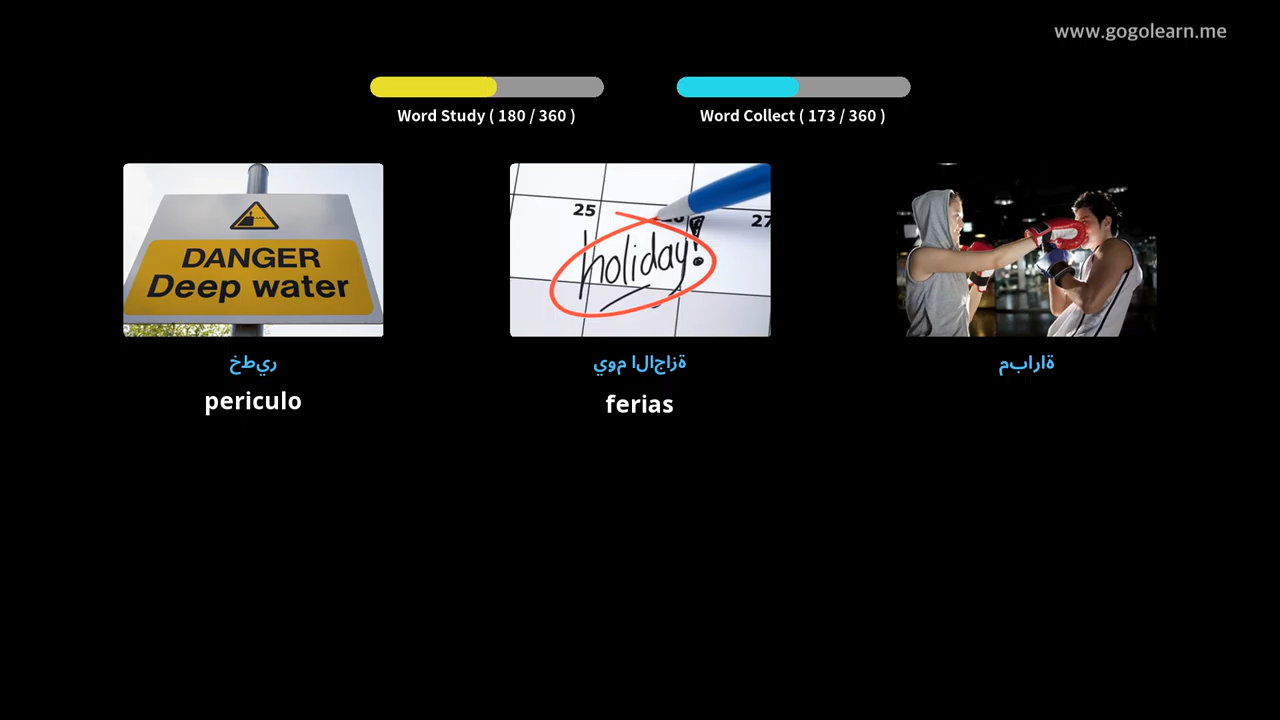 www.gogolearn.me
Word Study ( 180 / 360 )
Word Collect ( 173 / 360 )
DANGER
Deep water
25
27
holiday!
خطير
يوم الاجازة
مباراة
periculo
ferias